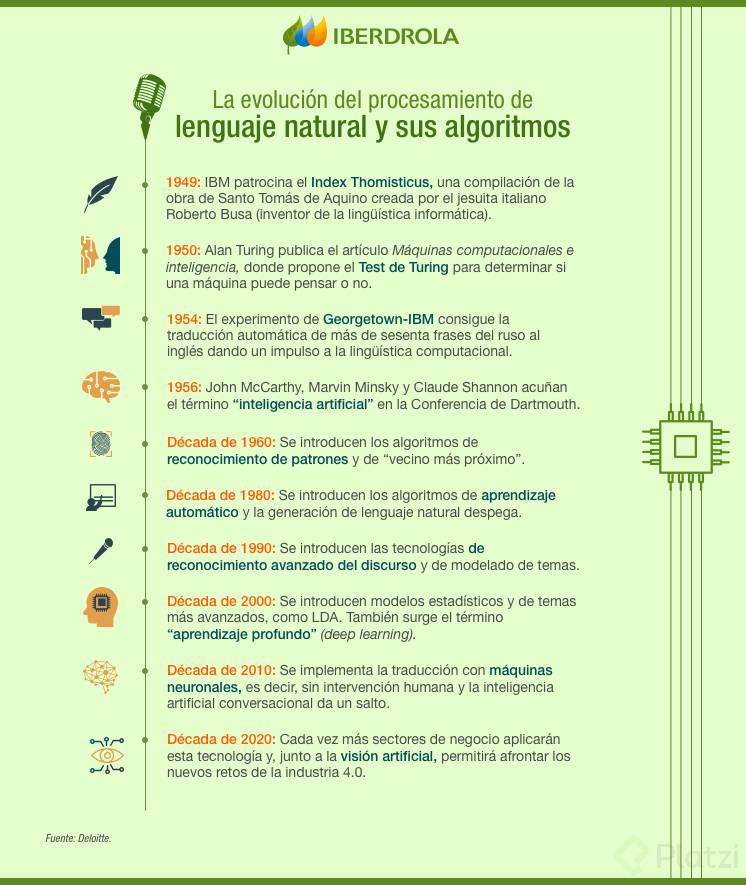 IBERDROLA
La evolución del procesamiento de
lenguaje natural y sus algoritmos
1949: IBM patrocina el Index Thomisticus, una compilación de la
obra de Santo Tomás de Aquino creada por el jesuita italiano
Roberto Busa (inventor de la lingüística informática).
1950: Alan Turing publica el artículo Máquinas computacionales e
inteligencia, donde propone el Test de Turing para determinar si
una máquina puede pensar o no.
1954: El experimento de Georgetown-IBM consigue la
traducción automática de más de sesenta frases del ruso al
inglés dando un impulso a la lingüística computacional.
1956: John McCarthy, Marvin Minsky y Claude Shannon acuñan
el término “inteligencia artificial” en la Conferencia de Dartmouth.
Década de 1960: Se introducen los algoritmos de
reconocimiento de patrones y de “vecino más próximo”.
Década de 1980: Se introducen los algoritmos de aprendizaje
automático y la generación de lenguaje natural despega.
Década de 1990: Se introducen las tecnologías de
reconocimiento avanzado del discurso y de modelado de temas.
Década de 2000: Se introducen modelos estadísticos y de temas
más avanzados, como LDA. También surge el término
“aprendizaje profundo” (deep learning).
Década de 2010: Se implementa la traducción con máquinas
neuronales, es decir, sin intervención humana y la inteligencia
artificial conversacional da un salto.
Década de 2020: Cada vez más sectores de negocio aplicarán
esta tecnología y, junto a la visión artificial, permitirá afrontar los
nuevos retos de la industria 4.0.
Fuente: Deloitte.
Platzi